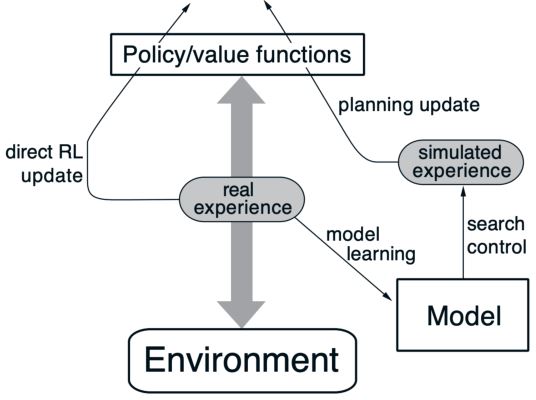 Policy/value functions
planning update
direct RL
update
simulated
experience
real
experience
model
learning
search
control
Model
Environment